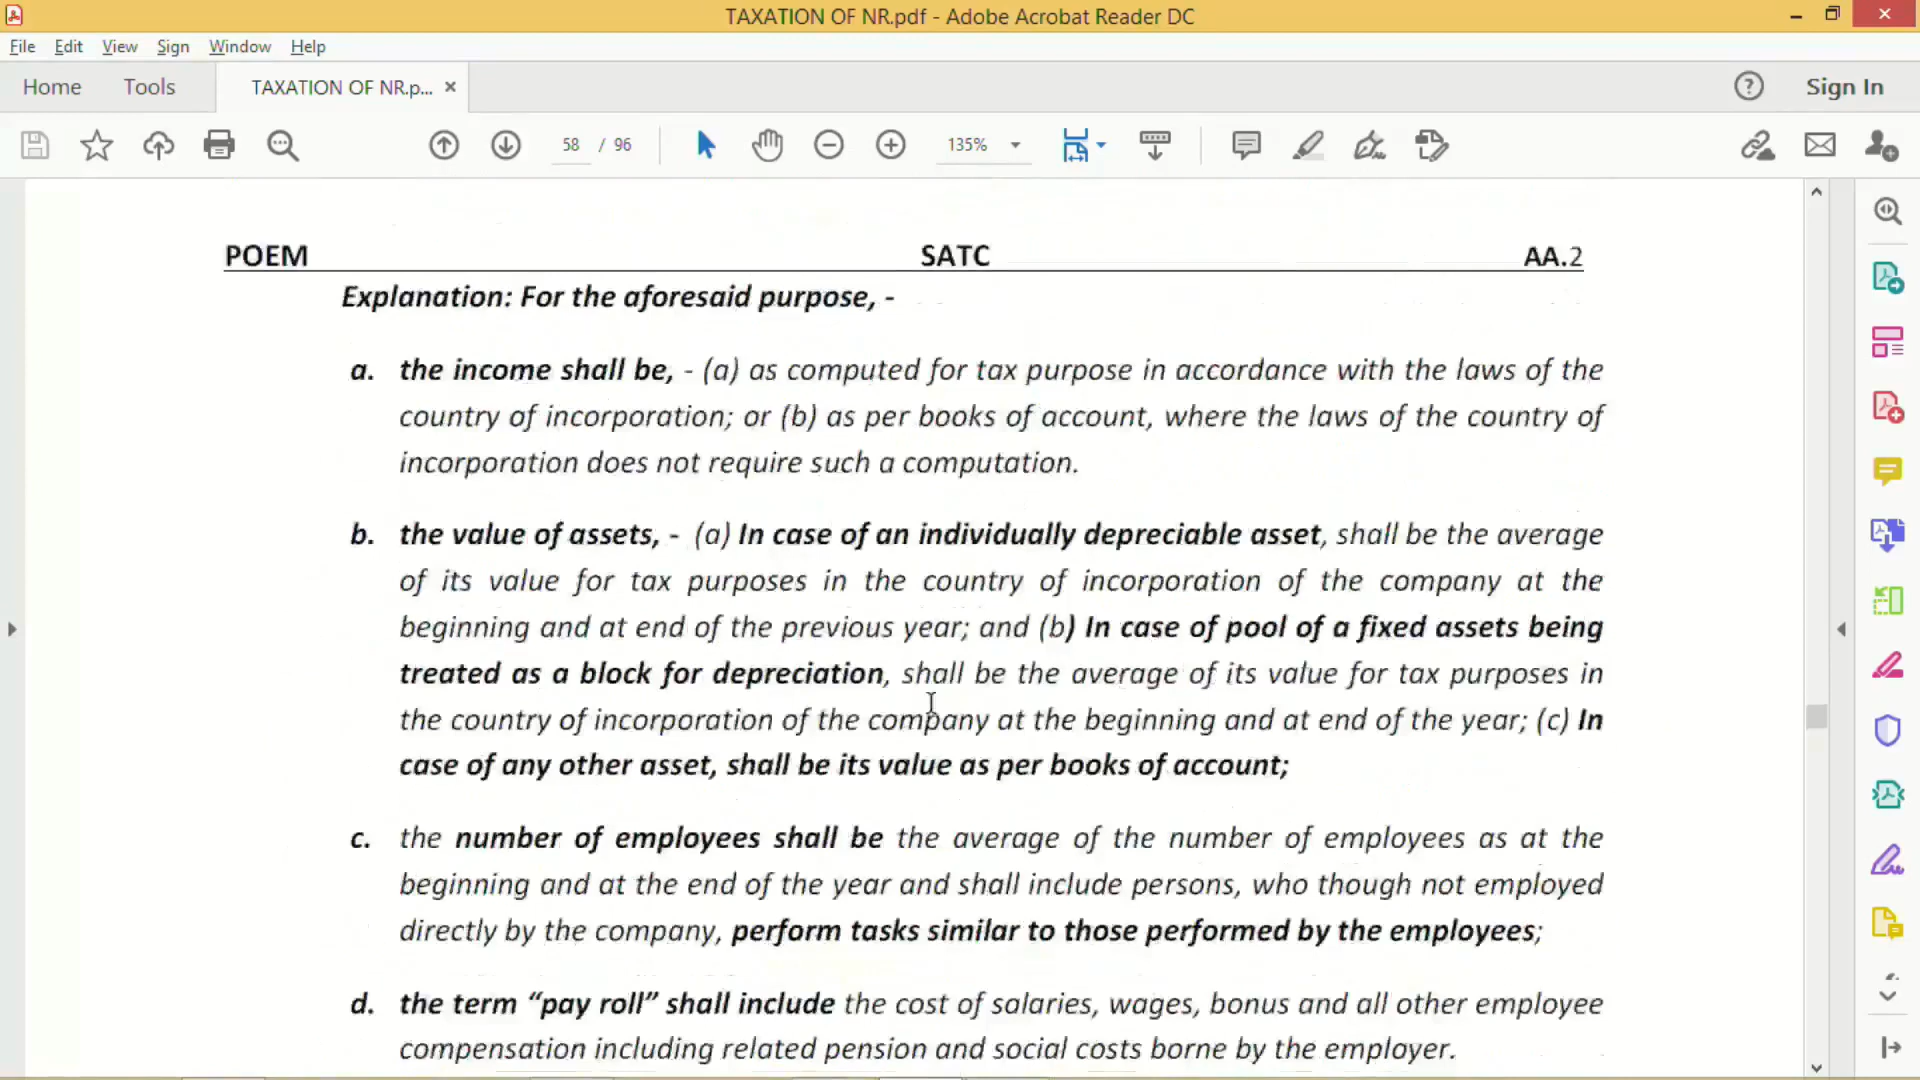 TAXATION OF NR.pdf - Adobe Acrobat Reader DC
File Edit View Sign Window Help
Home Tools TAXATION OF NR.p... Sign In
58 / 96 135%
POEM SATC AA.2
Explanation: For the aforesaid purpose, -
a. the income shall be, - (a) as computed for tax purpose in accordance with the laws of the
country of incorporation; or (b) as per books of account, where the laws of the country of
incorporation does not require such a computation.
b. the value of assets, - (a) In case of an individually depreciable asset, shall be the average
of its value for tax purposes in the country of incorporation of the company at the
beginning and at end of the previous year; and (b) In case of pool of a fixed assets being
treated as a block for depreciation, shall be the average of its value for tax purposes in
the country of incorporation of the company at the beginning and at end of the year; (c) In
case of any other asset, shall be its value as per books of account;
c. the number of employees shall be the average of the number of employees as at the
beginning and at the end of the year and shall include persons, who though not employed
directly by the company, perform tasks similar to those performed by the employees;
d. the term “pay roll” shall include the cost of salaries, wages, bonus and all other employee
compensation including related pension and social costs borne by the employer.